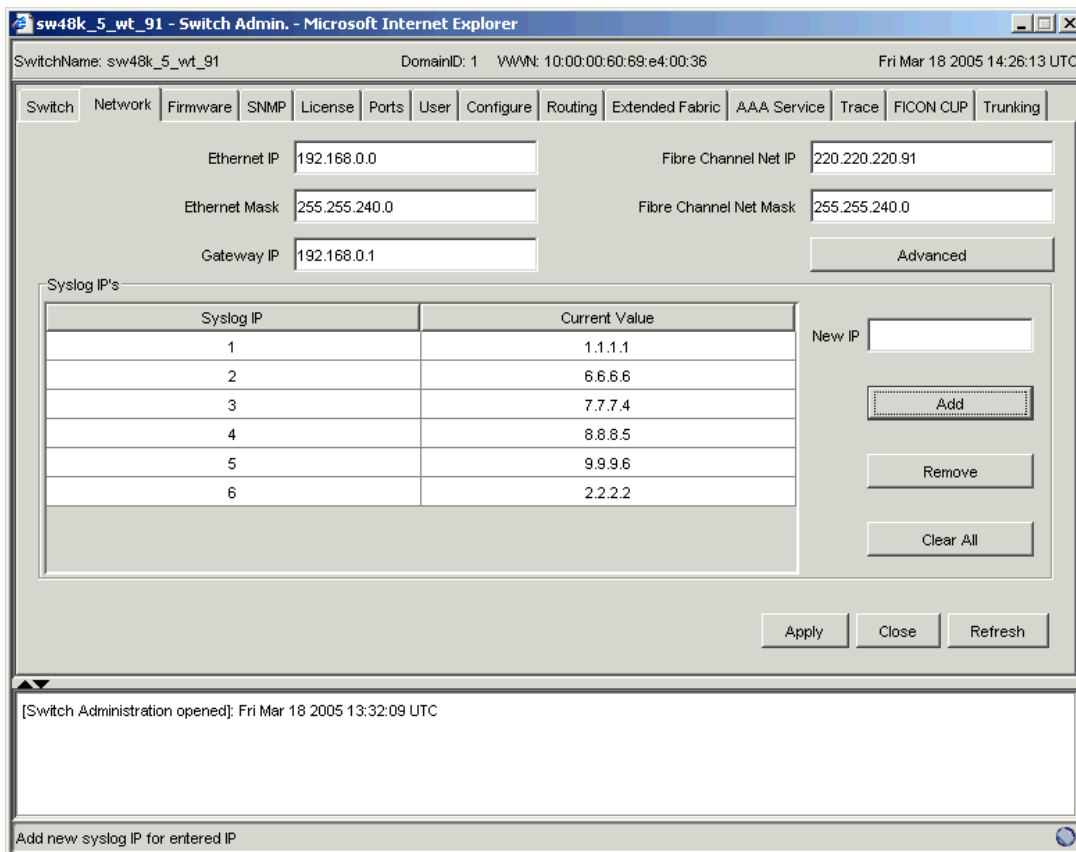 sw48k_5_wt_91 - Switch Admin. - Microsoft Internet Explorer
SwitchName: sw48k_5_wt_91 DomainID: 1 WWN: 10:00:00:60:69:e4:00:36 Fri Mar 18 2005 14:26:13 UTC
Switch Network Firmware SNMP License Ports User Configure Routing Extended Fabric AAA Service Trace FICON CUP Trunking
Ethernet IP 192.168.0.0 Fibre Channel Net IP 220.220.220.91
Ethernet Mask 255.255.240.0 Fibre Channel Net Mask 255.255.240.0
Gateway IP 192.168.0.1 Advanced
Syslog IP's
Syslog IP Current Value
New IP
1 1.1.1.1
2 6.6.6.6
3 7.7.7.4
Add
4 8.8.8.5
5 9.9.9.6
Remove
6 2.2.2.2
Clear All
Apply Close Refresh
[Switch Administration opened]: Fri Mar 18 2005 13:32:09 UTC
Add new syslog IP for entered IP